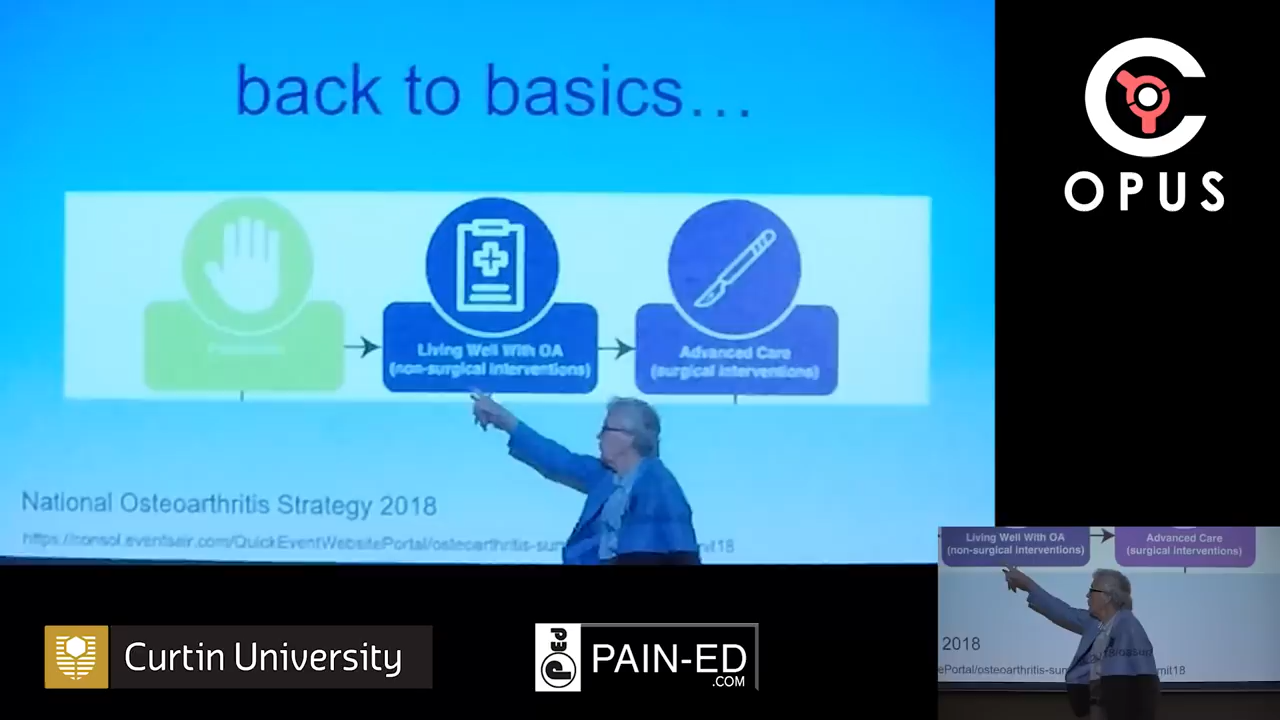 back to basics…
Living Well With OA
(non-surgical interventions)
Advanced Care
(surgical interventions)
National Osteoarthritis Strategy 2018
OPUS
Living Well With OA
(non-surgical interventions)
Advanced Care
(surgical interventions)
2018
Curtin University
PAIN-ED
.COM